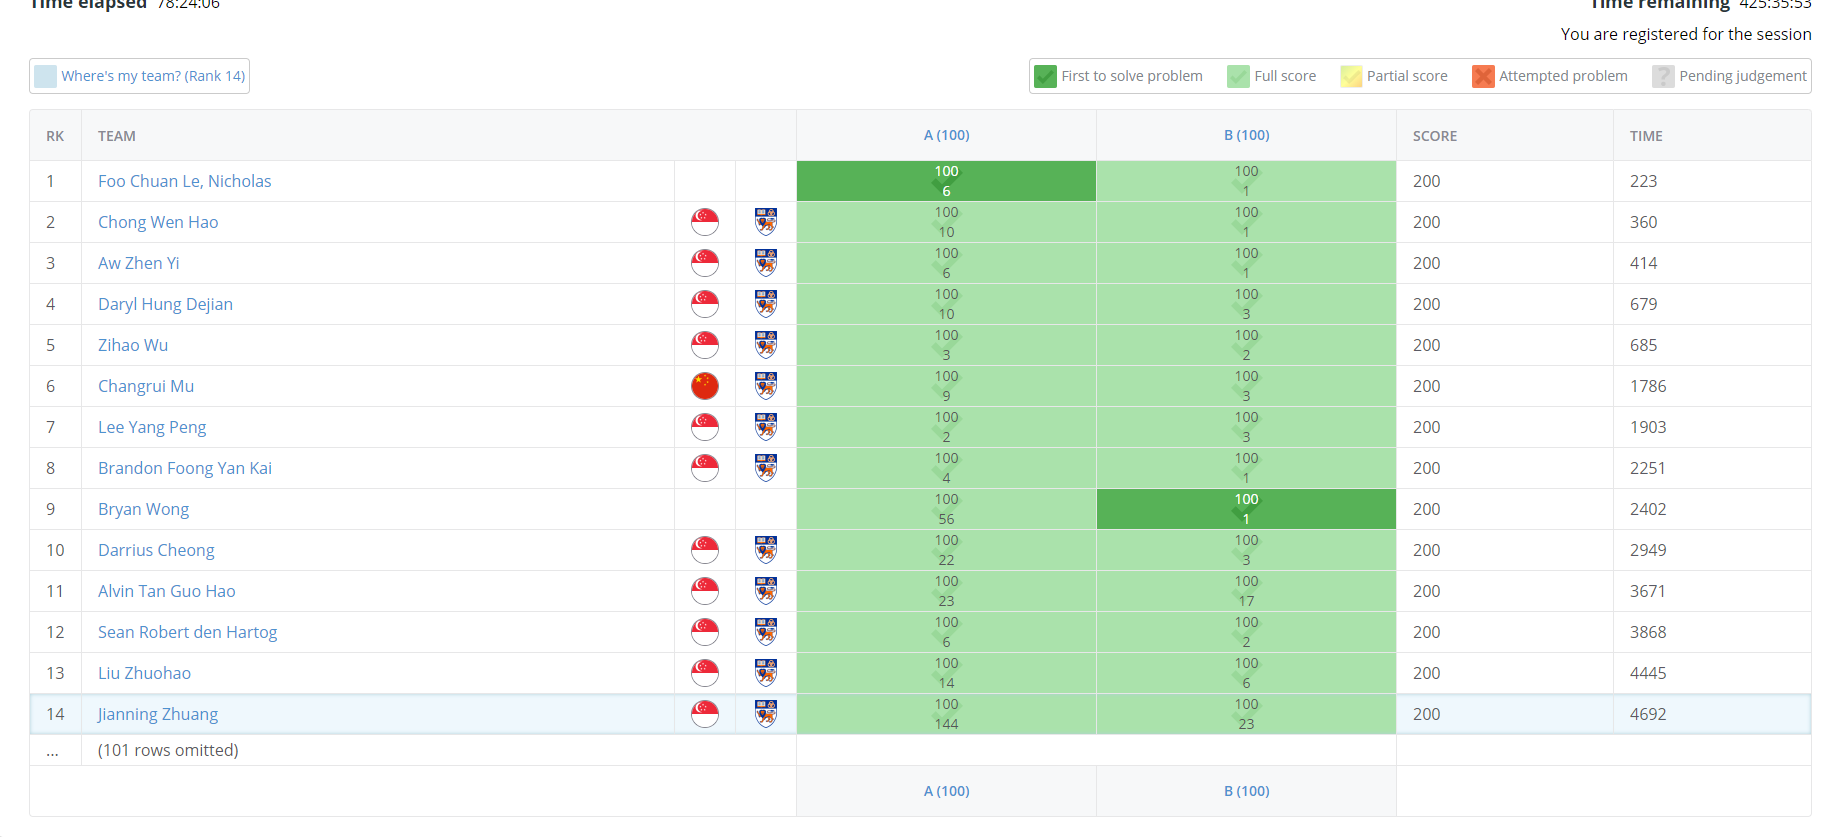 Time elapsed 78:24:06
Time remaining 425:35:53
You are registered for the session
Where's my team? (Rank 14)
First to solve problem Full score Partial score Attempted problem ? Pending judgement
RK TEAM A (100) B (100) SCORE TIME
1 Foo Chuan Le, Nicholas 100 6 100 1 200 223
2 Chong Wen Hao 100 10 100 1 200 360
3 Aw Zhen Yi 100 6 100 1 200 414
4 Daryl Hung Dejian 100 10 100 3 200 679
5 Zihao Wu 100 3 100 2 200 685
6 Changrui Mu 100 9 100 3 200 1786
7 Lee Yang Peng 100 2 100 3 200 1903
8 Brandon Foong Yan Kai 100 4 100 1 200 2251
9 Bryan Wong 100 56 100 1 200 2402
10 Darrius Cheong 100 22 100 3 200 2949
11 Alvin Tan Guo Hao 100 23 100 17 200 3671
12 Sean Robert den Hartog 100 6 100 2 200 3868
13 Liu Zhuohao 100 14 100 6 200 4445
14 Jianning Zhuang 100 144 100 23 200 4692
... (101 rows omitted)
A (100) B (100)